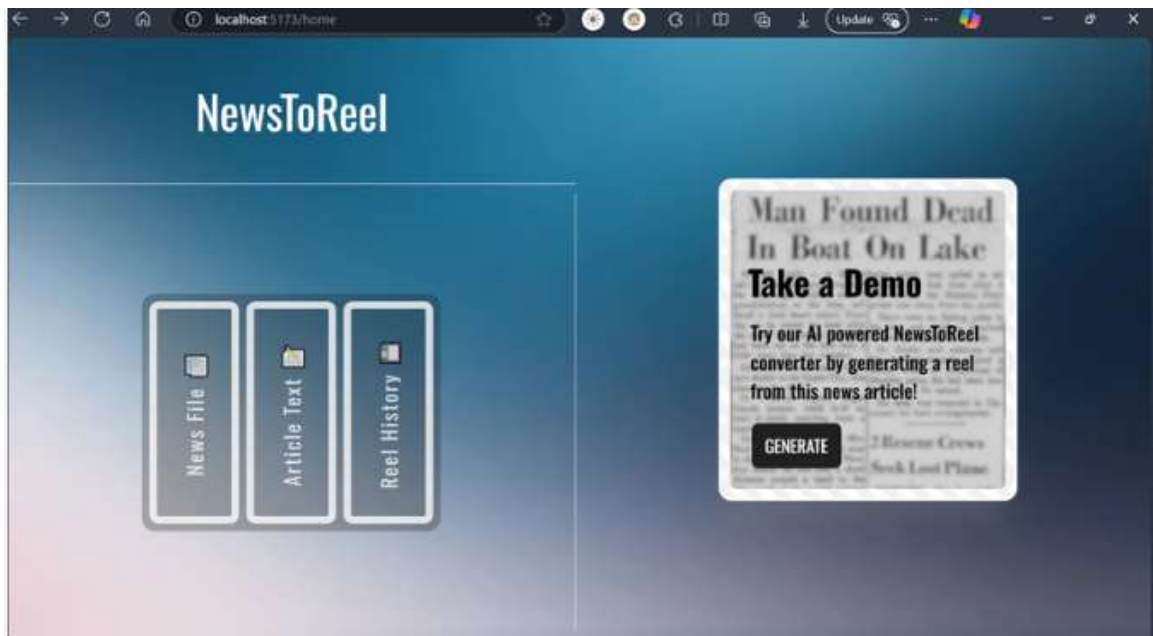 localhost:5173/home
Update
NewsToReel
News File
Article Text
Reel History
Man Found Dead
In Boat On Lake
Take a Demo
Try our AI powered NewsToReel
converter by generating a reel
from this news article!
GENERATE
2 Rescue Crews
Seek Lost Plane